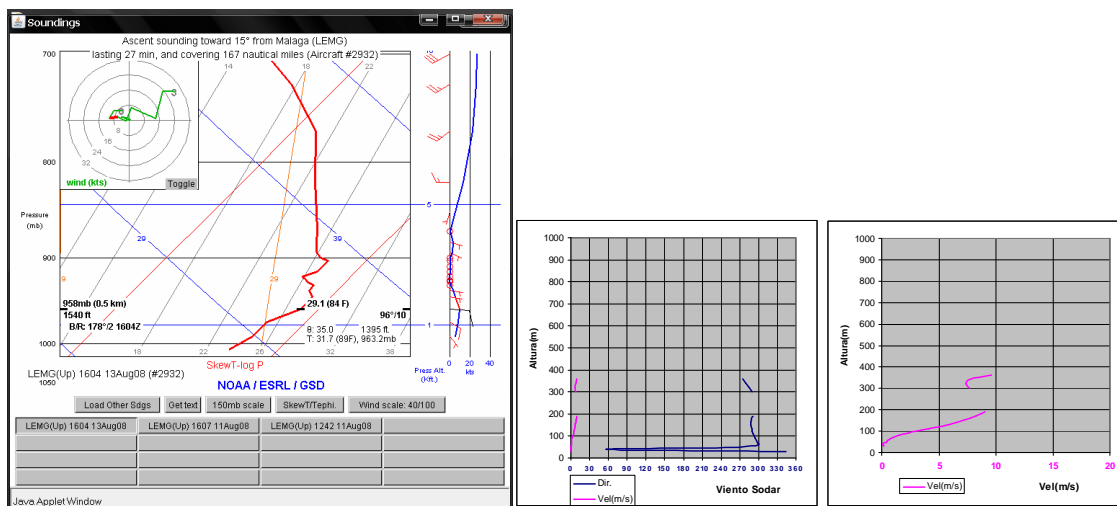 Soundings
Ascent sounding toward 15° from Malaga (LEMG)
lasting 27 min, and covering 167 nautical miles (Aircraft #2932)
700
800
900
1000
1050
Pressure
(mb)
14
18
3
8
16
24
32
wind (kts)
Toggle
29
39
29
9
5
1
958mb (0.5 km)
1540 ft
B/R: 178°/2 1604Z
29.1 (84 F)
96°/10
θ: 35.0 1395 ft.
T: 31.7 (89F), 963.2mb
18 22 26 30 34 38
SkewT-log P
LEMG(Up) 1604 13Aug08 (#2932)
NOAA / ESRL / GSD
Press Alt.
(Kft.)
0 20 40
kts
Load Other Sdgs Get text 150mb scale SkewT/Tephi. Wind scale: 40/100
LEMG(Up) 1604 13Aug08 LEMG(Up) 1607 11Aug08 LEMG(Up) 1242 11Aug08
Java Applet Window
Altura(m)
1000
900
800
700
600
500
400
300
200
100
0
0 30 60 90 120 150 180 210 240 270 300 330 360
Dir.
Vel(m/s)
Viento Sodar
Altura(m)
1000
900
800
700
600
500
400
300
200
100
0
0 5 10 15 20
Vel(m/s)
Vel(m/s)